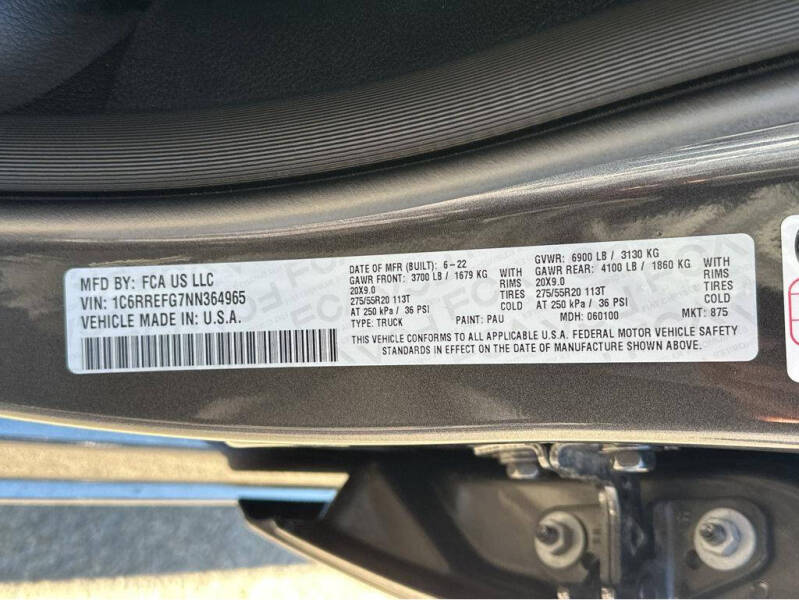 MFD BY: FCA US LLC
VIN: 1C6RREFG7NN364965
VEHICLE MADE IN: U.S.A.
DATE OF MFR (BUILT): 6-22
GAWR FRONT: 3700 LB / 1679 KG WITH
20X9.0 RIMS
275/55R20 113T TIRES
AT 250 kPa / 36 PSI COLD
TYPE: TRUCK PAINT: PAU
GVWR: 6900 LB / 3130 KG
GAWR REAR: 4100 LB / 1860 KG WITH
20X9.0 RIMS
275/55R20 113T TIRES
AT 250 kPa / 36 PSI COLD
MDH: 060100 MKT: 875
THIS VEHICLE CONFORMS TO ALL APPLICABLE U.S.A. FEDERAL MOTOR VEHICLE SAFETY
STANDARDS IN EFFECT ON THE DATE OF MANUFACTURE SHOWN ABOVE.